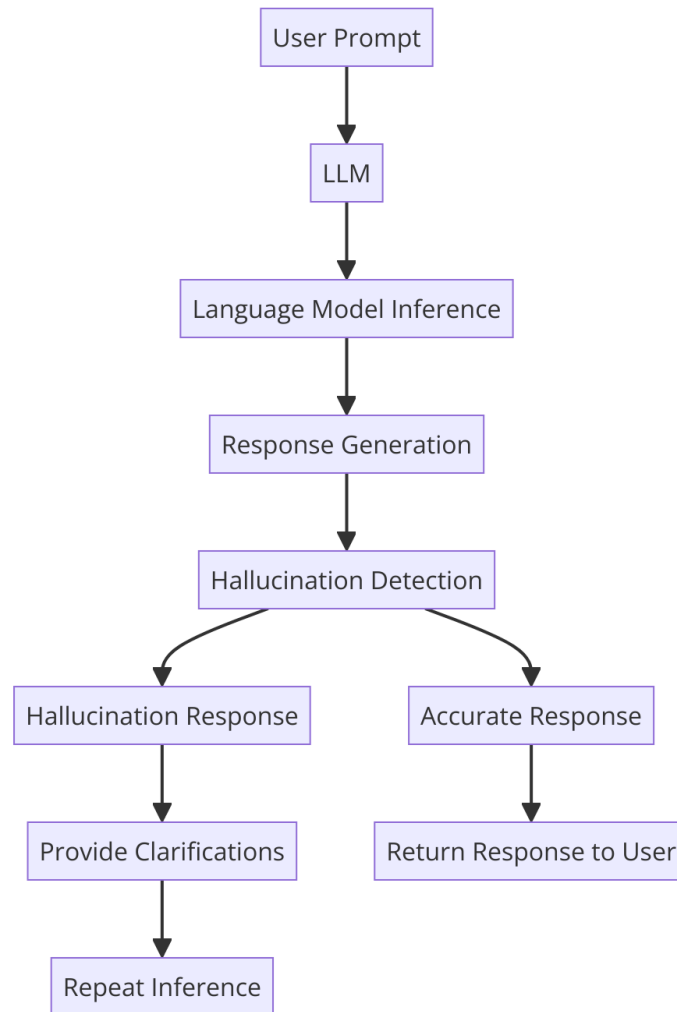 User Prompt
LLM
Language Model Inference
Response Generation
Hallucination Detection
Hallucination Response
Accurate Response
Provide Clarifications
Return Response to User
Repeat Inference